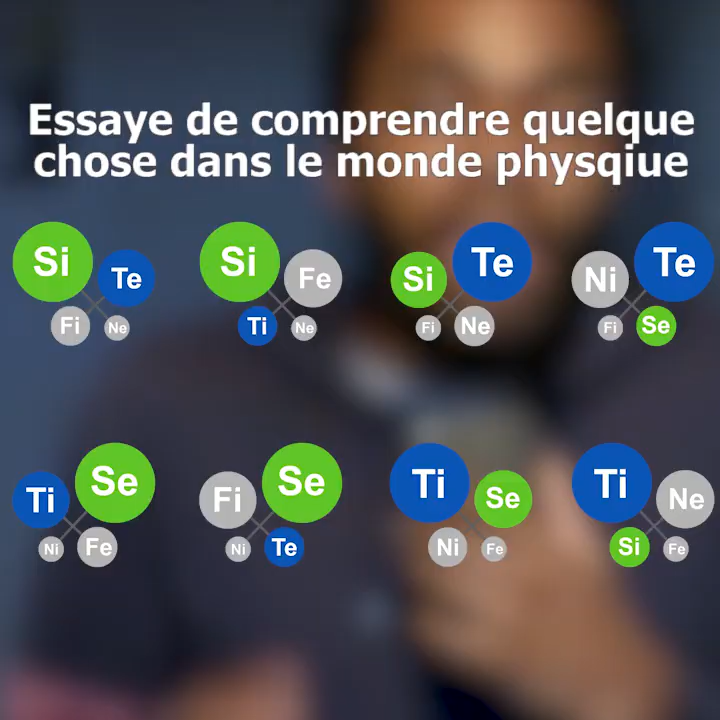 Essaye de comprendre quelque
chose dans le monde physqiue
Si Te Si Fe Si Te Ni Te
Fi Ne Ti Ne Fi Ne Fi Se
Ti Se Fi Se Ti Se Ti Ne
Ni Fe Ni Te Ni Fe Si Fe